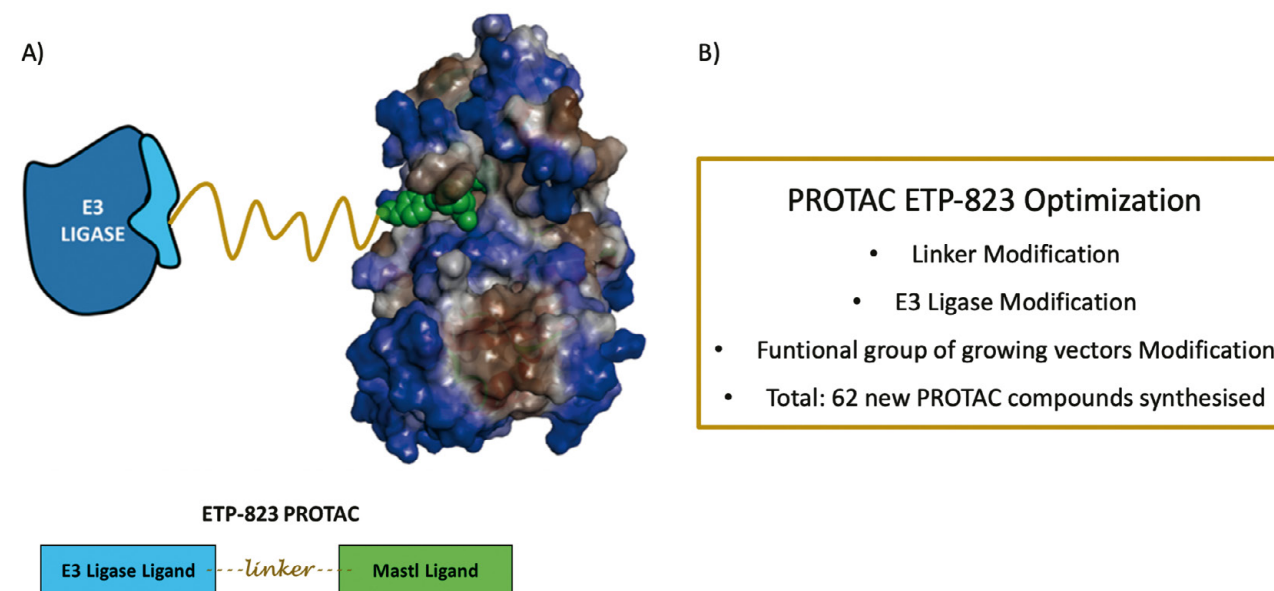 A)
E3
LIGASE
ETP-823 PROTAC
E3 Ligase Ligand ----linker---- Mastl Ligand
B)
PROTAC ETP-823 Optimization
• Linker Modification
• E3 Ligase Modification
• Funtional group of growing vectors Modification
• Total: 62 new PROTAC compounds synthesised